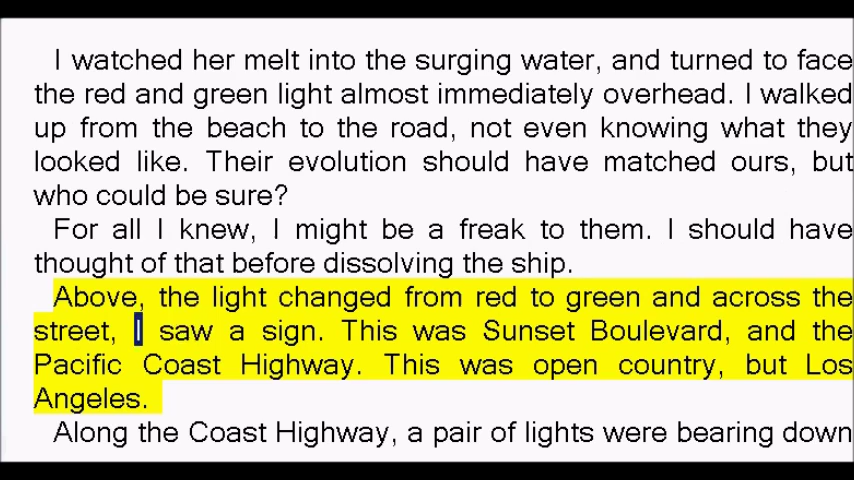 I watched her melt into the surging water, and turned to face
the red and green light almost immediately overhead. I walked
up from the beach to the road, not even knowing what they
looked like. Their evolution should have matched ours, but
who could be sure?
For all I knew, I might be a freak to them. I should have
thought of that before dissolving the ship.
Above, the light changed from red to green and across the
street, I saw a sign. This was Sunset Boulevard, and the
Pacific Coast Highway. This was open country, but Los
Angeles.
Along the Coast Highway, a pair of lights were bearing down